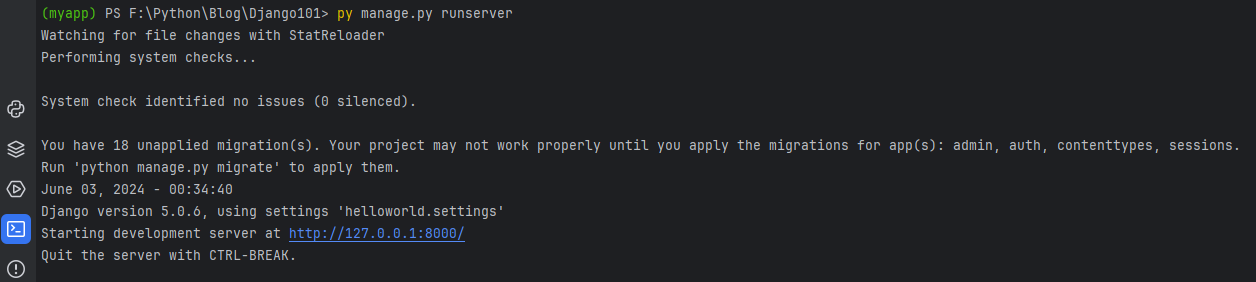 (myapp) PS F:\Python\Blog\Django101> py manage.py runserver
Watching for file changes with StatReloader
Performing system checks...
System check identified no issues (0 silenced).
You have 18 unapplied migration(s). Your project may not work properly until you apply the migrations for app(s): admin, auth, contenttypes, sessions.
Run 'python manage.py migrate' to apply them.
June 03, 2024 - 00:34:40
Django version 5.0.6, using settings 'helloworld.settings'
Starting development server at http://127.0.0.1:8000/
Quit the server with CTRL-BREAK.